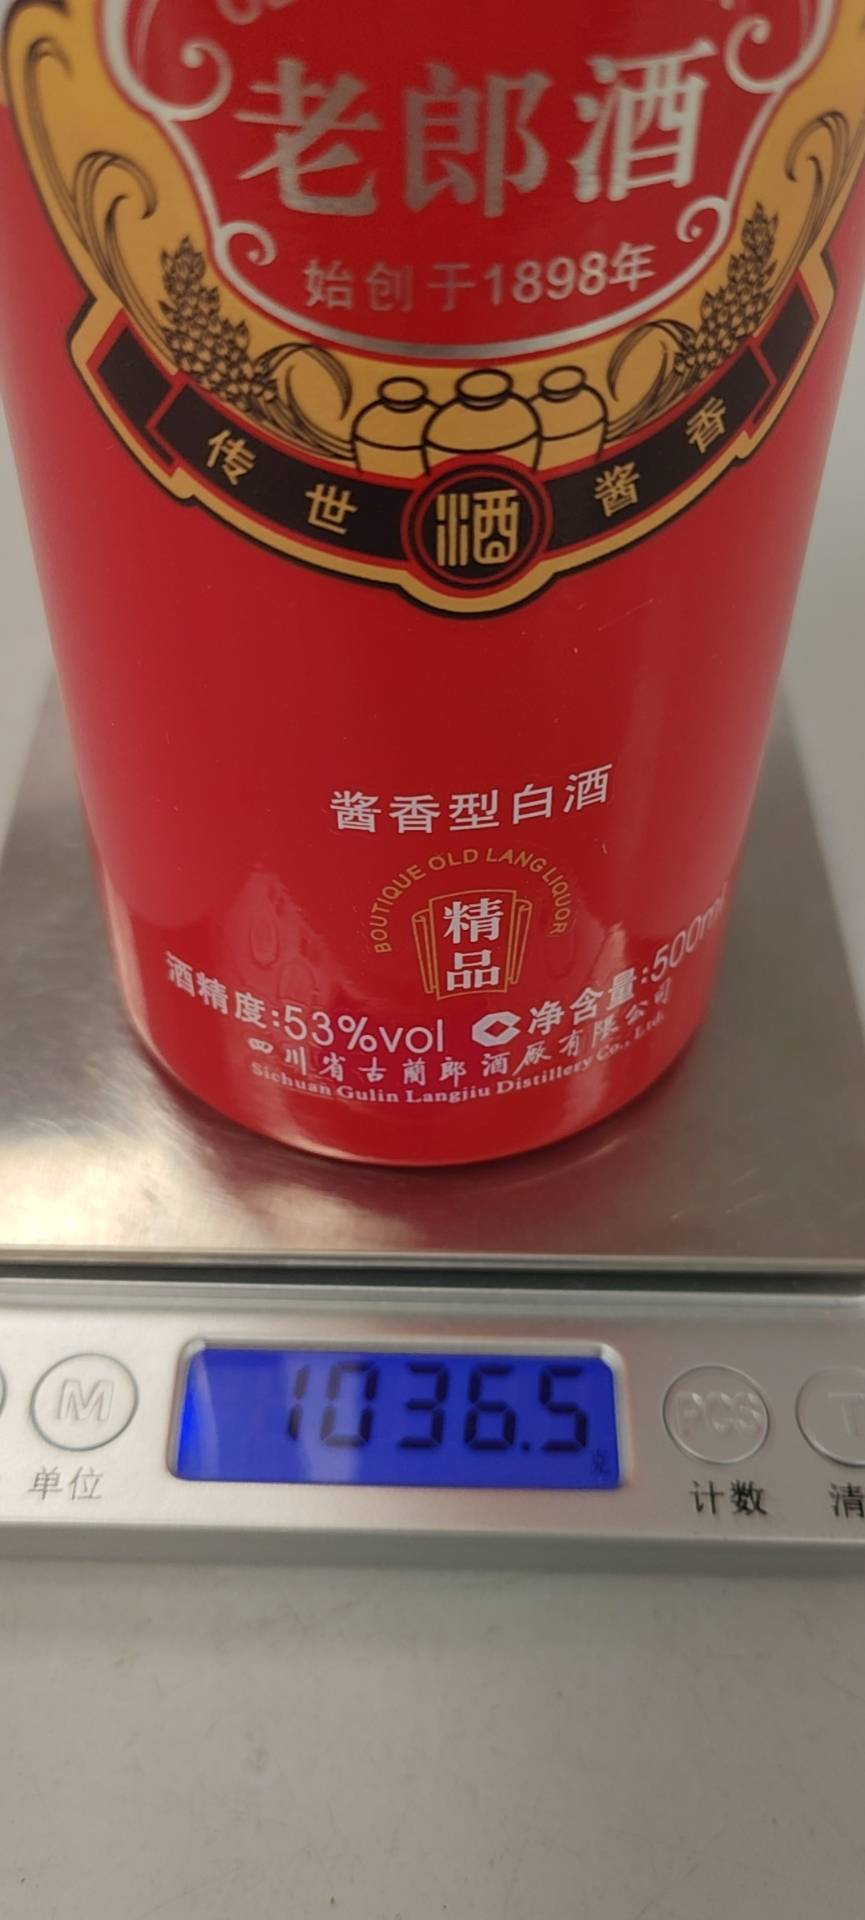 老郎酒
始创于1898年
传世 酒 酱香
酱香型白酒
BOUTIQUE OLD LANG LIQUOR
精品
酒精度:53%vol 净含量:500ml
四川省古蔺郎酒厂有限公司
Sichuan Gulin Langjiu Distillery Co., Ltd.
1036.5
克
M
PCS
T
单位
计数
清